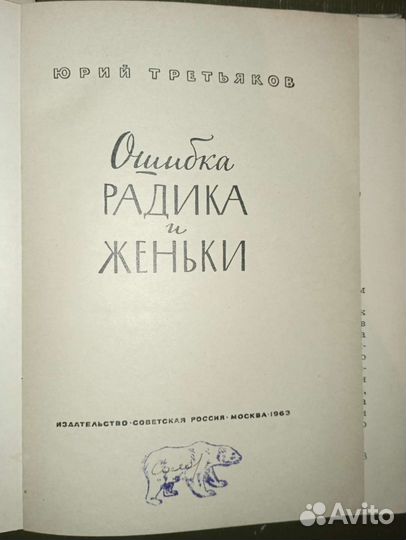 ЮРИЙ ТРЕТЬЯКОВ
Ошибка
РАДИКА
и
ЖЕНЬКИ
ИЗДАТЕЛЬСТВО·СОВЕТСКАЯ РОССИЯ·МОСКВА·1963
Avito